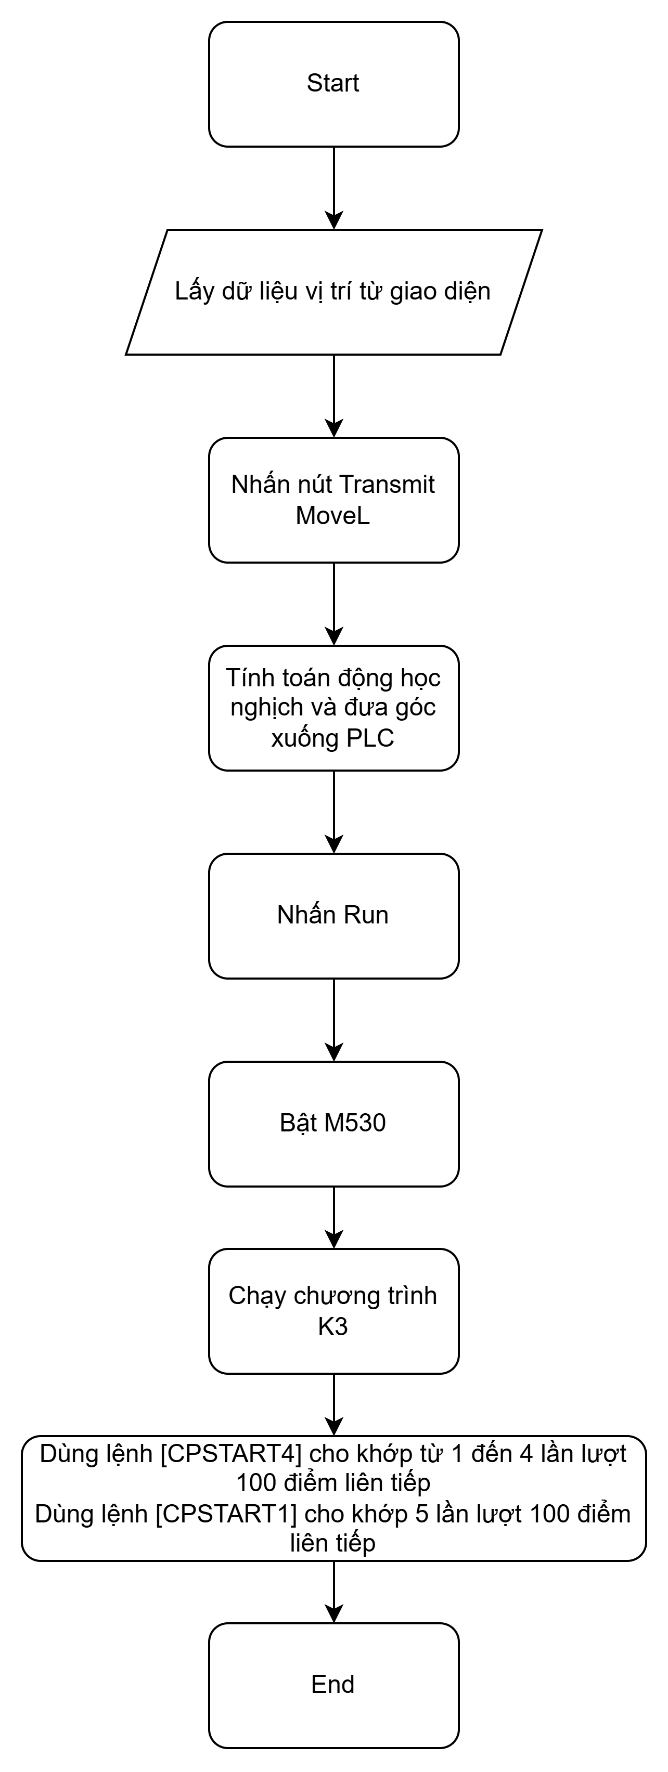 Start
Lấy dữ liệu vị trí từ giao diện
Nhấn nút Transmit
MoveL
Tính toán động học
nghịch và đưa góc
xuống PLC
Nhấn Run
Bật M530
Chạy chương trình
K3
Dùng lệnh [CPSTART4] cho khớp từ 1 đến 4 lần lượt
100 điểm liên tiếp
Dùng lệnh [CPSTART1] cho khớp 5 lần lượt 100 điểm
liên tiếp
End